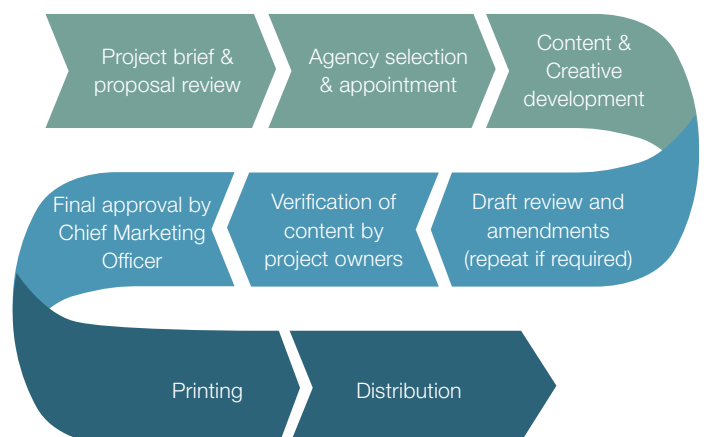 Project brief &
proposal review
Agency selection
& appointment
Content &
Creative
development
Draft review and
amendments
(repeat if required)
Verification of
content by
project owners
Final approval by
Chief Marketing
Officer
Printing
Distribution